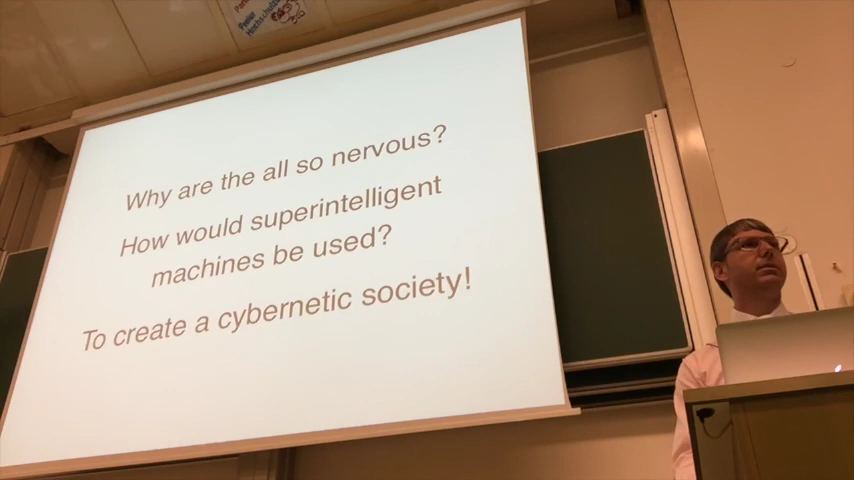 Why are the all so nervous?
How would superintelligent
machines be used?
To create a cybernetic society!